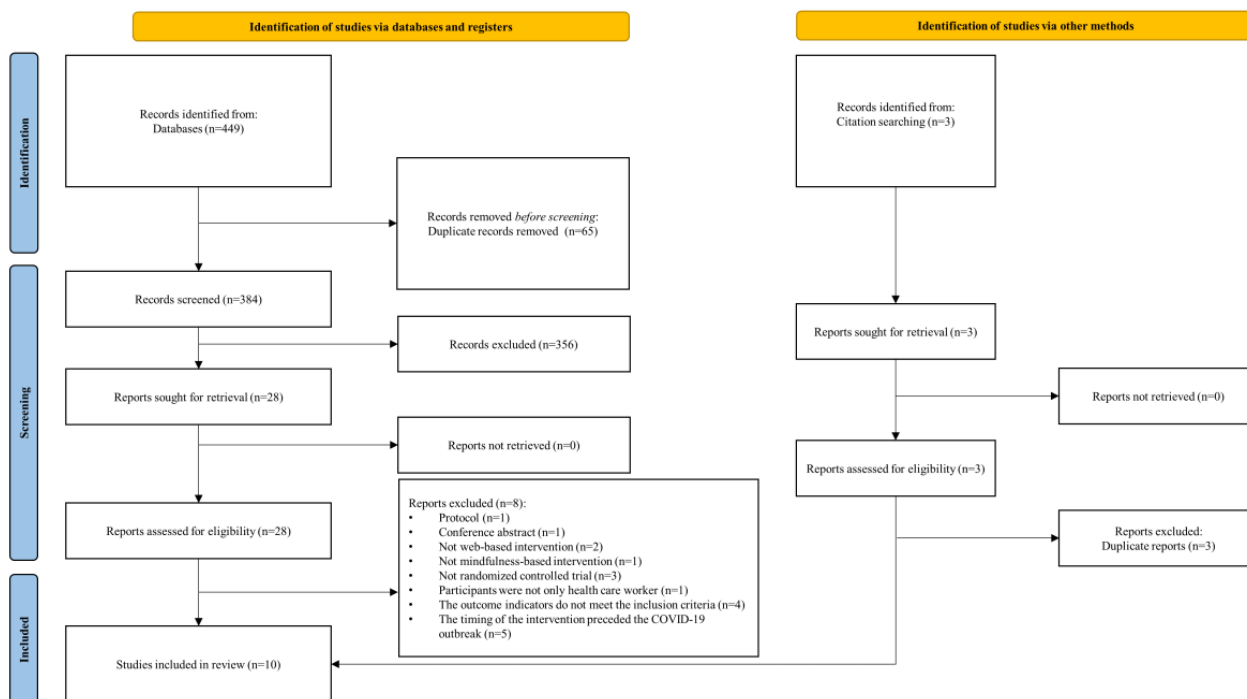 Identification of studies via databases and registers
Identification of studies via other methods
Identification
Records identified from:
Databases (n=449)
Records identified from:
Citation searching (n=3)
Records removed before screening:
Duplicate records removed (n=65)
Screening
Records screened (n=384)
Records excluded (n=356)
Reports sought for retrieval (n=3)
Reports sought for retrieval (n=28)
Reports not retrieved (n=0)
Reports not retrieved (n=0)
Reports assessed for eligibility (n=3)
Reports assessed for eligibility (n=28)
Reports excluded (n=8):
• Protocol (n=1)
• Conference abstract (n=1)
• Not web-based intervention (n=2)
• Not mindfulness-based intervention (n=1)
• Not randomized controlled trial (n=3)
• Participants were not only health care worker (n=1)
• The outcome indicators do not meet the inclusion criteria (n=4)
• The timing of the intervention preceded the COVID-19
outbreak (n=5)
Reports excluded:
Duplicate reports (n=3)
Included
Studies included in review (n=10)